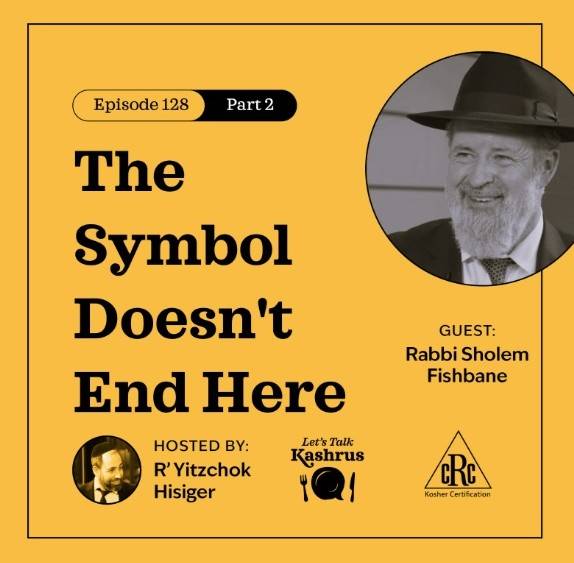 Episode 128 Part 2
The
Symbol
Doesn't
End Here
GUEST:
Rabbi Sholem
Fishbane
HOSTED BY:
R' Yitzchok
Hisiger
Let's Talk
Kashrus
cRc
Kosher Certification